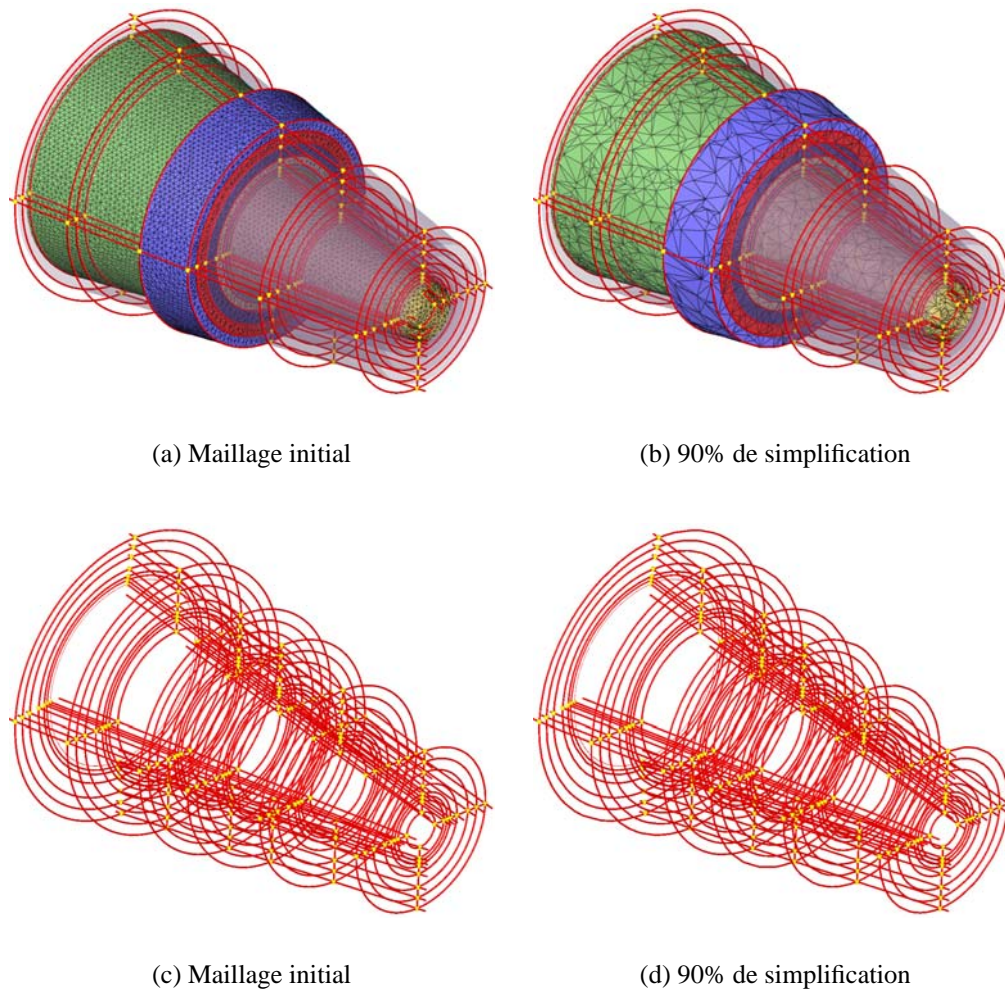 (a) Maillage initial
(b) 90% de simplification
(c) Maillage initial
(d) 90% de simplification